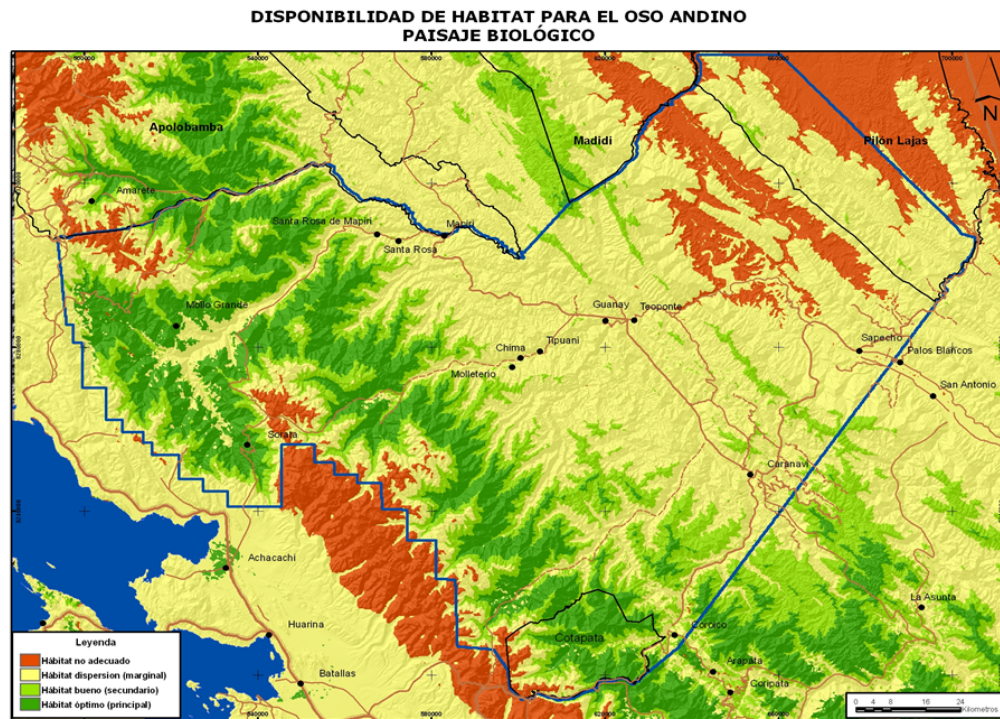 DISPONIBILIDAD DE HABITAT PARA EL OSO ANDINO
PAISAJE BIOLÓGICO
Apolobamba
Madidi
Pilón Lajas
N
Amarete
Santa Rosa de Mapiri
Mapiri
Santa Rosa
Mollo Grande
Guanay
Teoponte
Chima
Tipuani
Molleterio
Sapecho
Palos Blancos
San Antonio
Sorata
Caranavi
Achacachi
La Asunta
Huarina
Cotapata
Coroico
Arapata
Batallas
Coripata
Leyenda
Hábitat no adecuado
Hábitat dispersion (marginal)
Hábitat bueno (secundario)
Hábitat óptimo (principal)
0 4 8 16 24
Kilometros